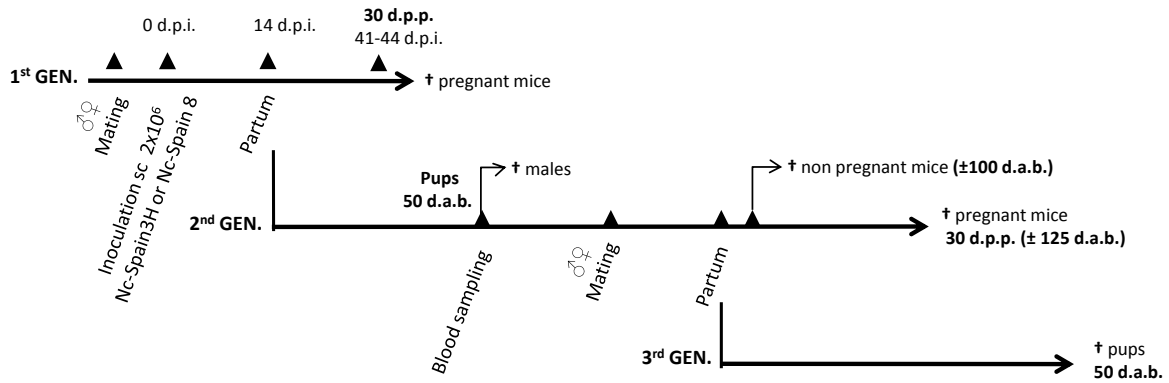 0 d.p.i.
14 d.p.i.
30 d.p.p.
41-44 d.p.i.
1st GEN.
✝ pregnant mice
♂♀
Mating
Inoculation sc 2x10⁶
Nc-Spain3H or Nc-Spain 8
Partum
Pups
50 d.a.b.
✝ males
✝ non pregnant mice (±100 d.a.b.)
2nd GEN.
✝ pregnant mice
30 d.p.p. (± 125 d.a.b.)
Blood sampling
♂♀
Mating
Partum
3rd GEN.
✝ pups
50 d.a.b.